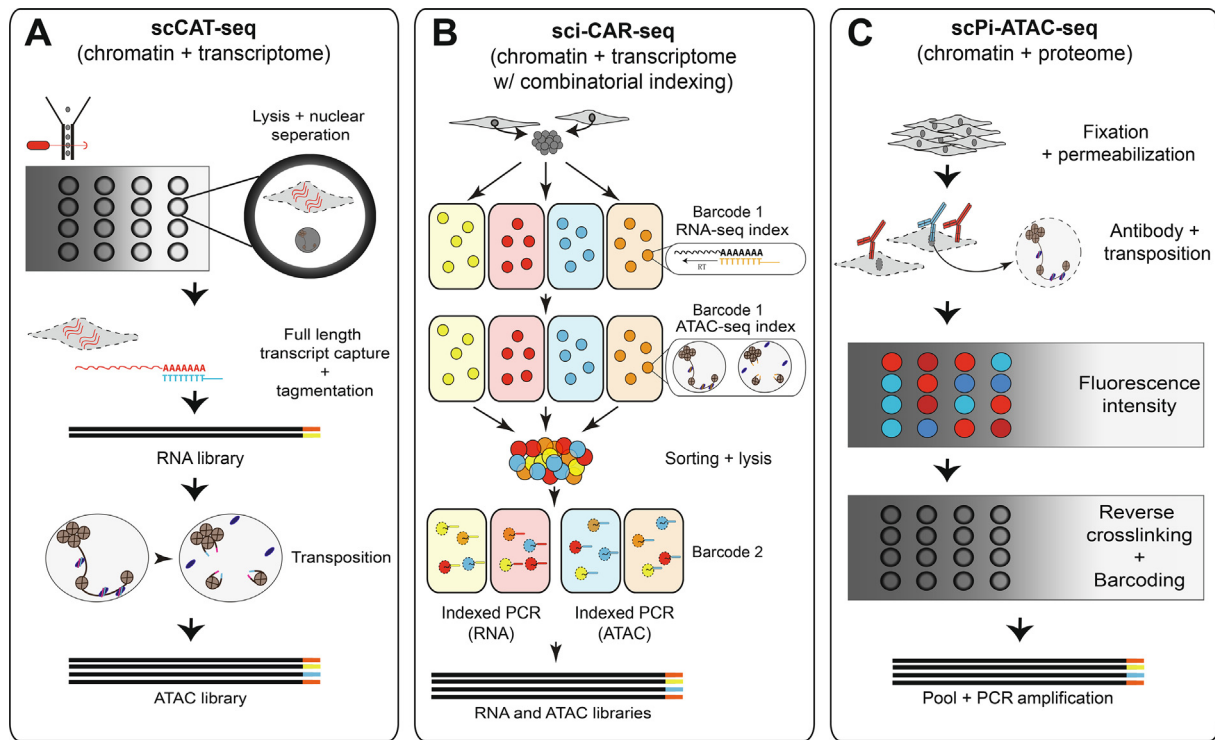 A
scCAT-seq
(chromatin + transcriptome)
Lysis + nuclear
seperation
Full length
transcript capture
+
tagmentation
AAAAAAA
TTTTTTT
RNA library
Transposition
ATAC library
B
sci-CAR-seq
(chromatin + transcriptome
w/ combinatorial indexing)
Barcode 1
RNA-seq index
AAAAAAA
TTTTTTT
RT
Barcode 1
ATAC-seq index
Sorting + lysis
Barcode 2
Indexed PCR
(RNA)
Indexed PCR
(ATAC)
RNA and ATAC libraries
C
scPi-ATAC-seq
(chromatin + proteome)
Fixation
+ permeabilization
Antibody +
transposition
Fluorescence
intensity
Reverse
crosslinking
+
Barcoding
Pool + PCR amplification